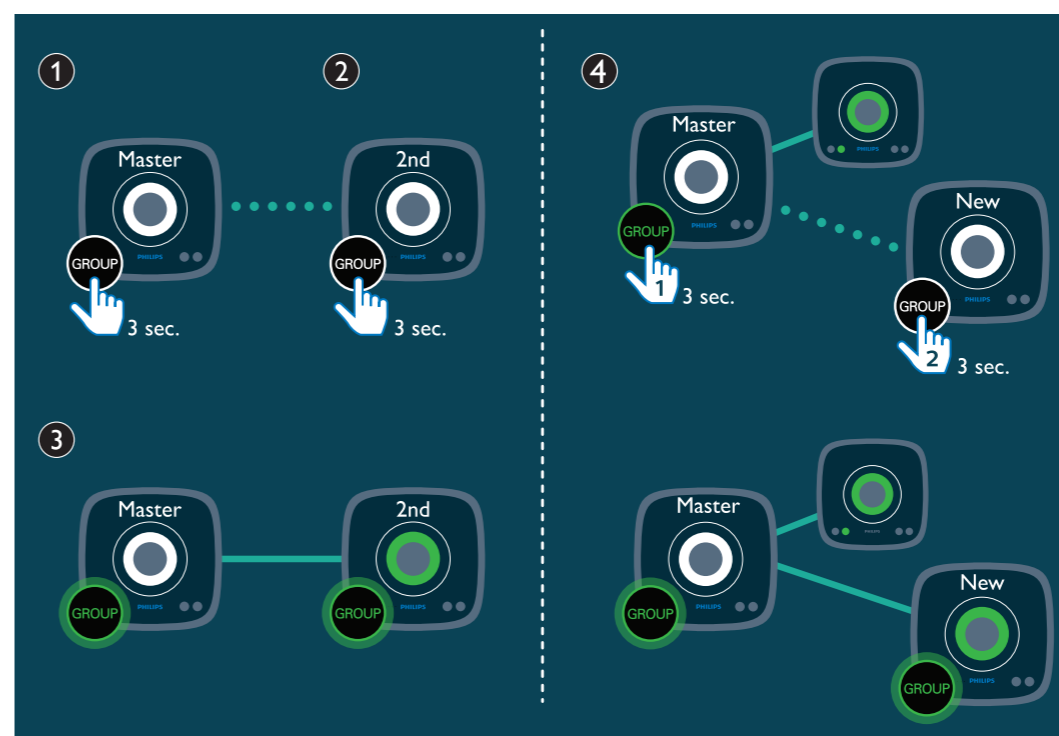 1
2
Master
2nd
GROUP
PHILIPS
GROUP
PHILIPS
3 sec.
3 sec.
3
Master
2nd
GROUP
PHILIPS
GROUP
PHILIPS
4
Master
PHILIPS
New
GROUP
PHILIPS
1
3 sec.
GROUP
PHILIPS
2
3 sec.
Master
PHILIPS
New
GROUP
PHILIPS
GROUP
PHILIPS